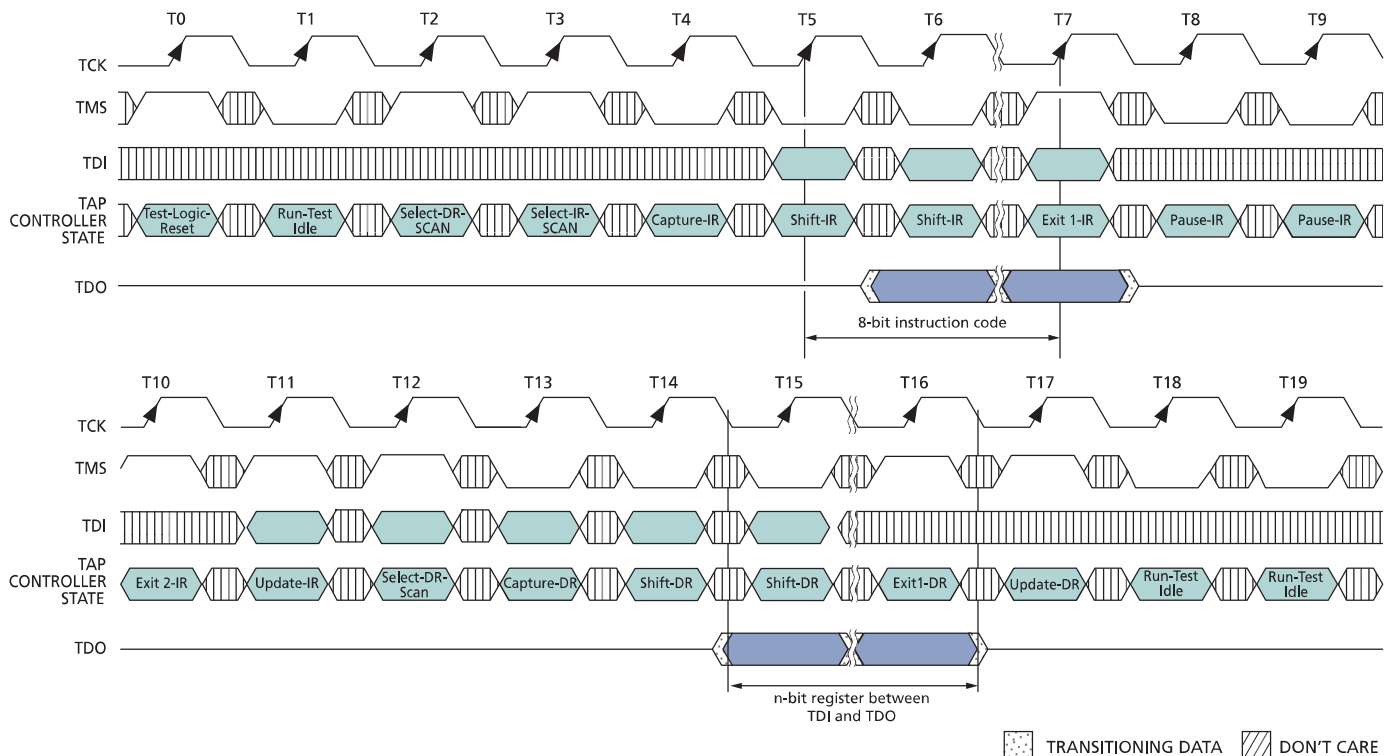 T0 T1 T2 T3 T4 T5 T6 T7 T8 T9
TCK
TMS
TDI
TAP
CONTROLLER
STATE
Test-Logic-
Reset
Run-Test
Idle
Select-DR-
SCAN
Select-IR-
SCAN
Capture-IR
Shift-IR
Shift-IR
Exit 1-IR
Pause-IR
Pause-IR
TDO
8-bit instruction code
T10 T11 T12 T13 T14 T15 T16 T17 T18 T19
TCK
TMS
TDI
TAP
CONTROLLER
STATE
Exit 2-IR
Update-IR
Select-DR-
Scan
Capture-DR
Shift-DR
Shift-DR
Exit1-DR
Update-DR
Run-Test
Idle
Run-Test
Idle
TDO
n-bit register between
TDI and TDO
TRANSITIONING DATA DON'T CARE